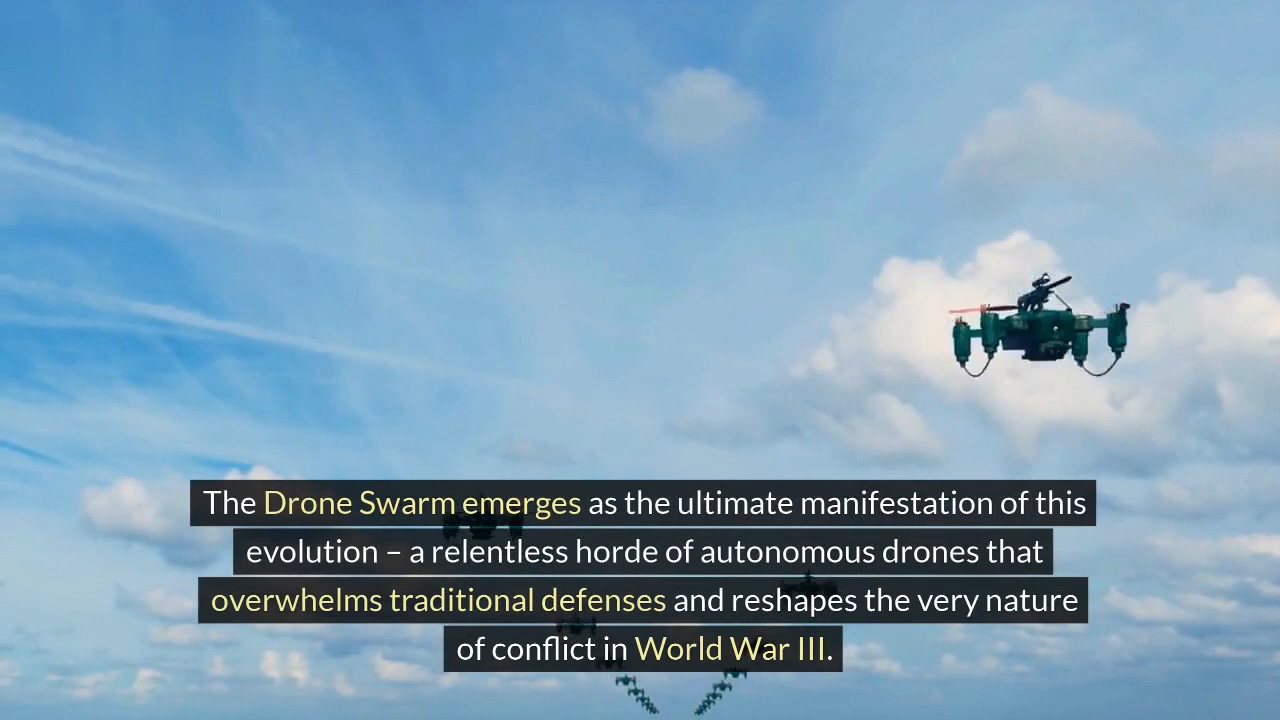 The Drone Swarm emerges as the ultimate manifestation of this
evolution – a relentless horde of autonomous drones that
overwhelms traditional defenses and reshapes the very nature
of conflict in World War III.